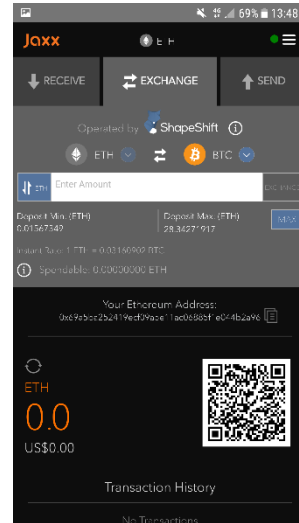 69% 13:48
Jaxx
RECEIVE EXCHANGE SEND
Operated by ShapeShift
ETH BTC
ETH Enter Amount
Deposit Min. (ETH) Deposit Max. (ETH)
0.01567349 28.34271917 MAX
Instant Rate: 1 ETH = 0.03160902 BTC
Spendable: 0.00000000 ETH
Your Ethereum Address:
ETH
0.0
US$0.00
Transaction History
No Transactions